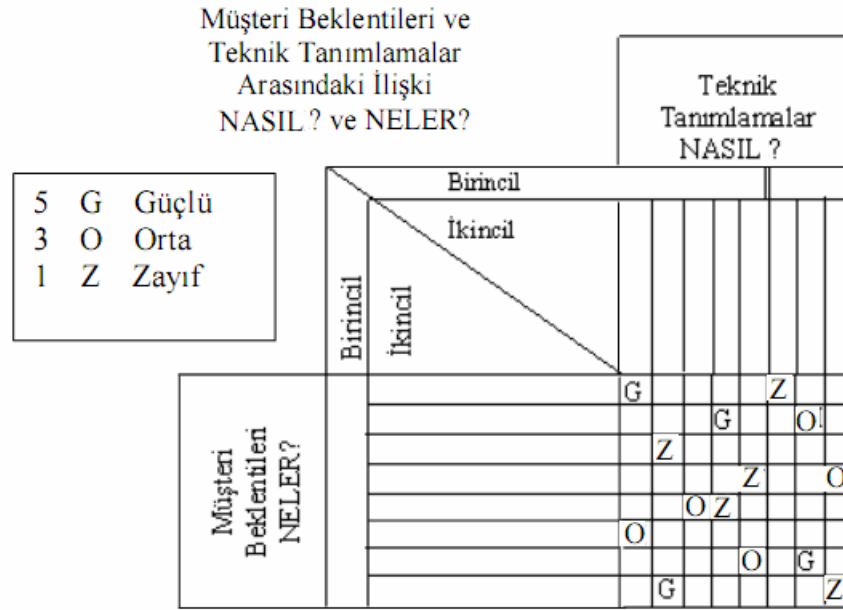 Müşteri Beklentileri ve
Teknik Tanımlamalar
Arasındaki İlişki
NASIL ? ve NELER?
Teknik
Tanımlamalar
NASIL ?
5 G Güçlü
3 O Orta
1 Z Zayıf
Birincil
İkincil
Birincil
İkincil
Müşteri
Beklentileri
NELER?
G Z
G O
Z
Z O
O Z
O
O G
G Z